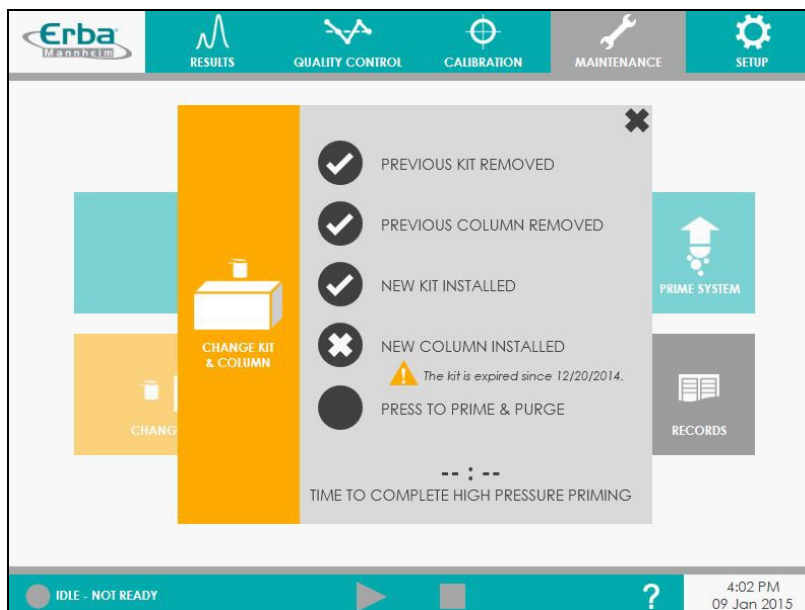 Erba
Mannheim
RESULTS
QUALITY CONTROL
CALIBRATION
MAINTENANCE
SETUP
PREVIOUS KIT REMOVED
PREVIOUS COLUMN REMOVED
NEW KIT INSTALLED
PRIME SYSTEM
CHANGE KIT
& COLUMN
NEW COLUMN INSTALLED
The kit is expired since 12/20/2014.
PRESS TO PRIME & PURGE
CHANG
RECORDS
-- : --
TIME TO COMPLETE HIGH PRESSURE PRIMING
IDLE - NOT READY
?
4:02 PM
09 Jan 2015